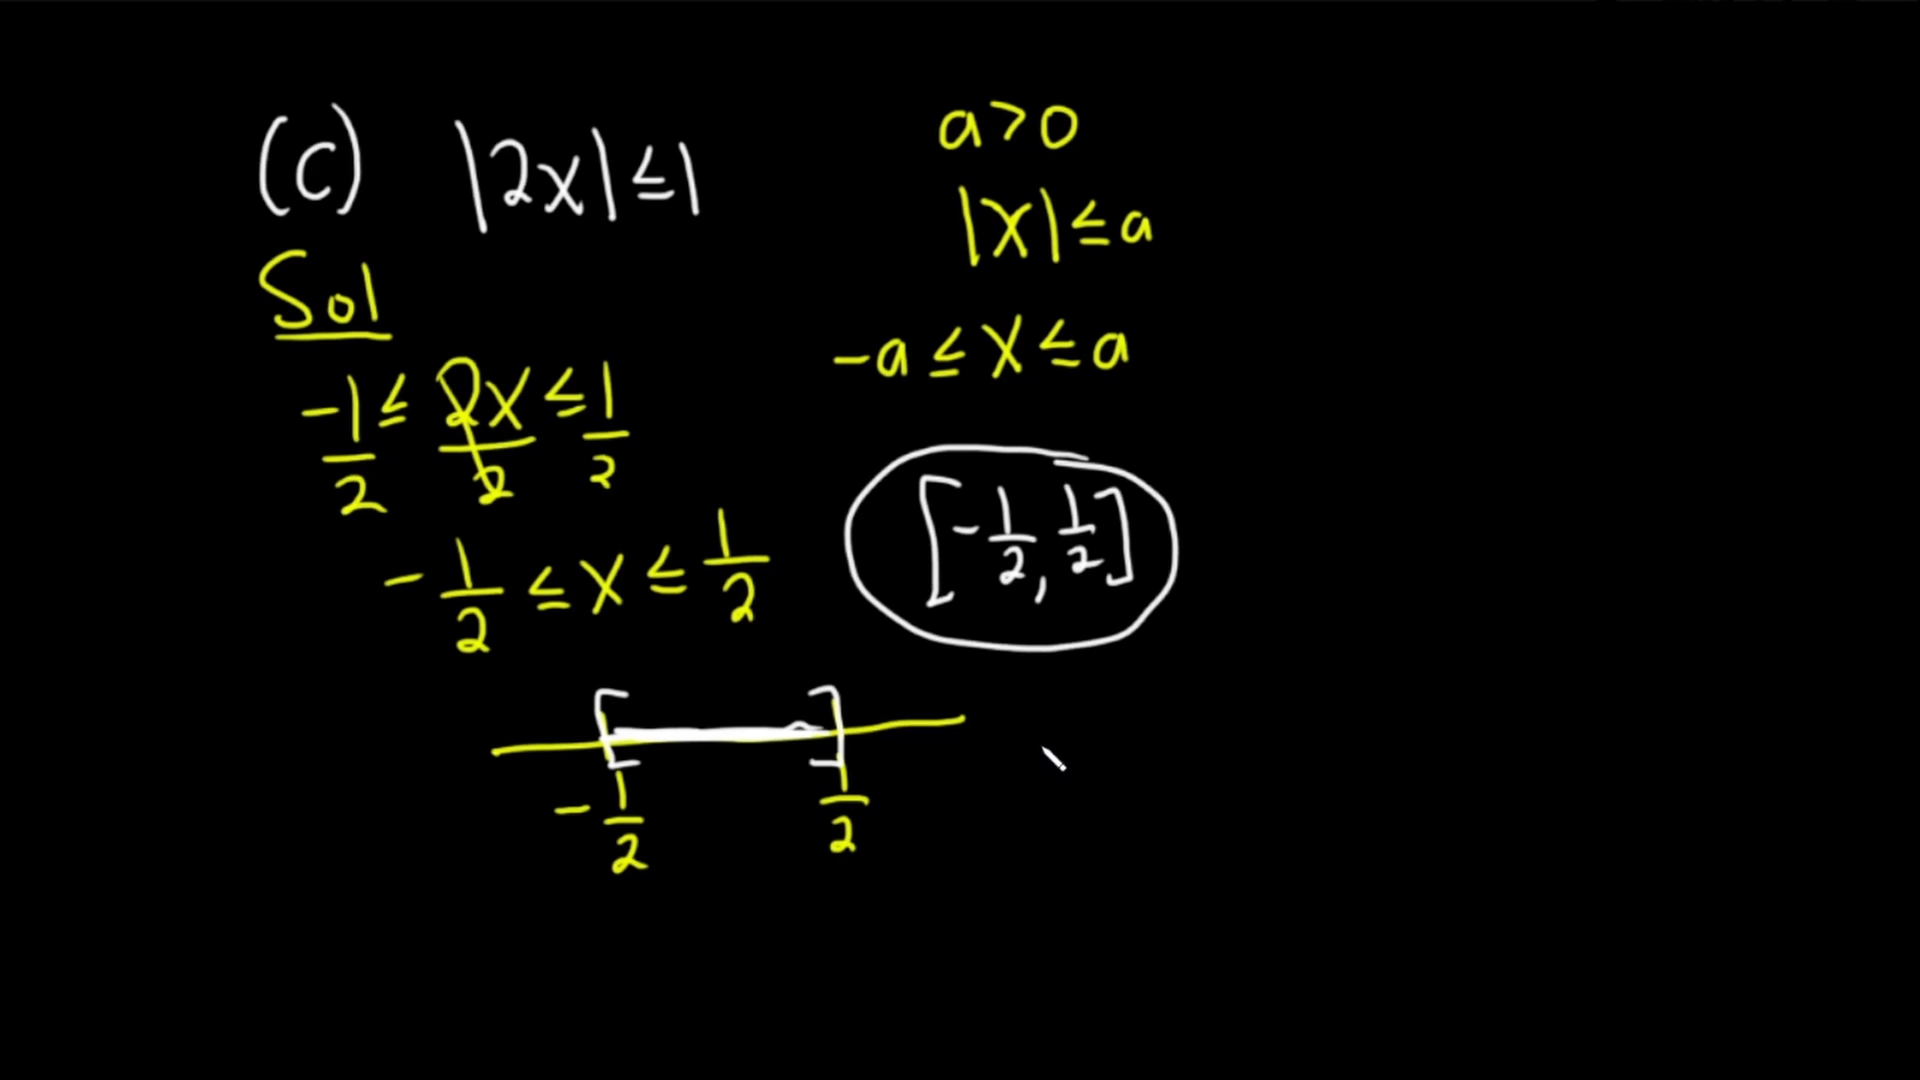 (c) |2x| ≤ 1
a > 0
|x| ≤ a
-a ≤ x ≤ a
Sol
-1/2 ≤ 2x/2 ≤ 1/2
-1/2 ≤ x ≤ 1/2
[-1/2, 1/2]
[ ]
-1/2 1/2